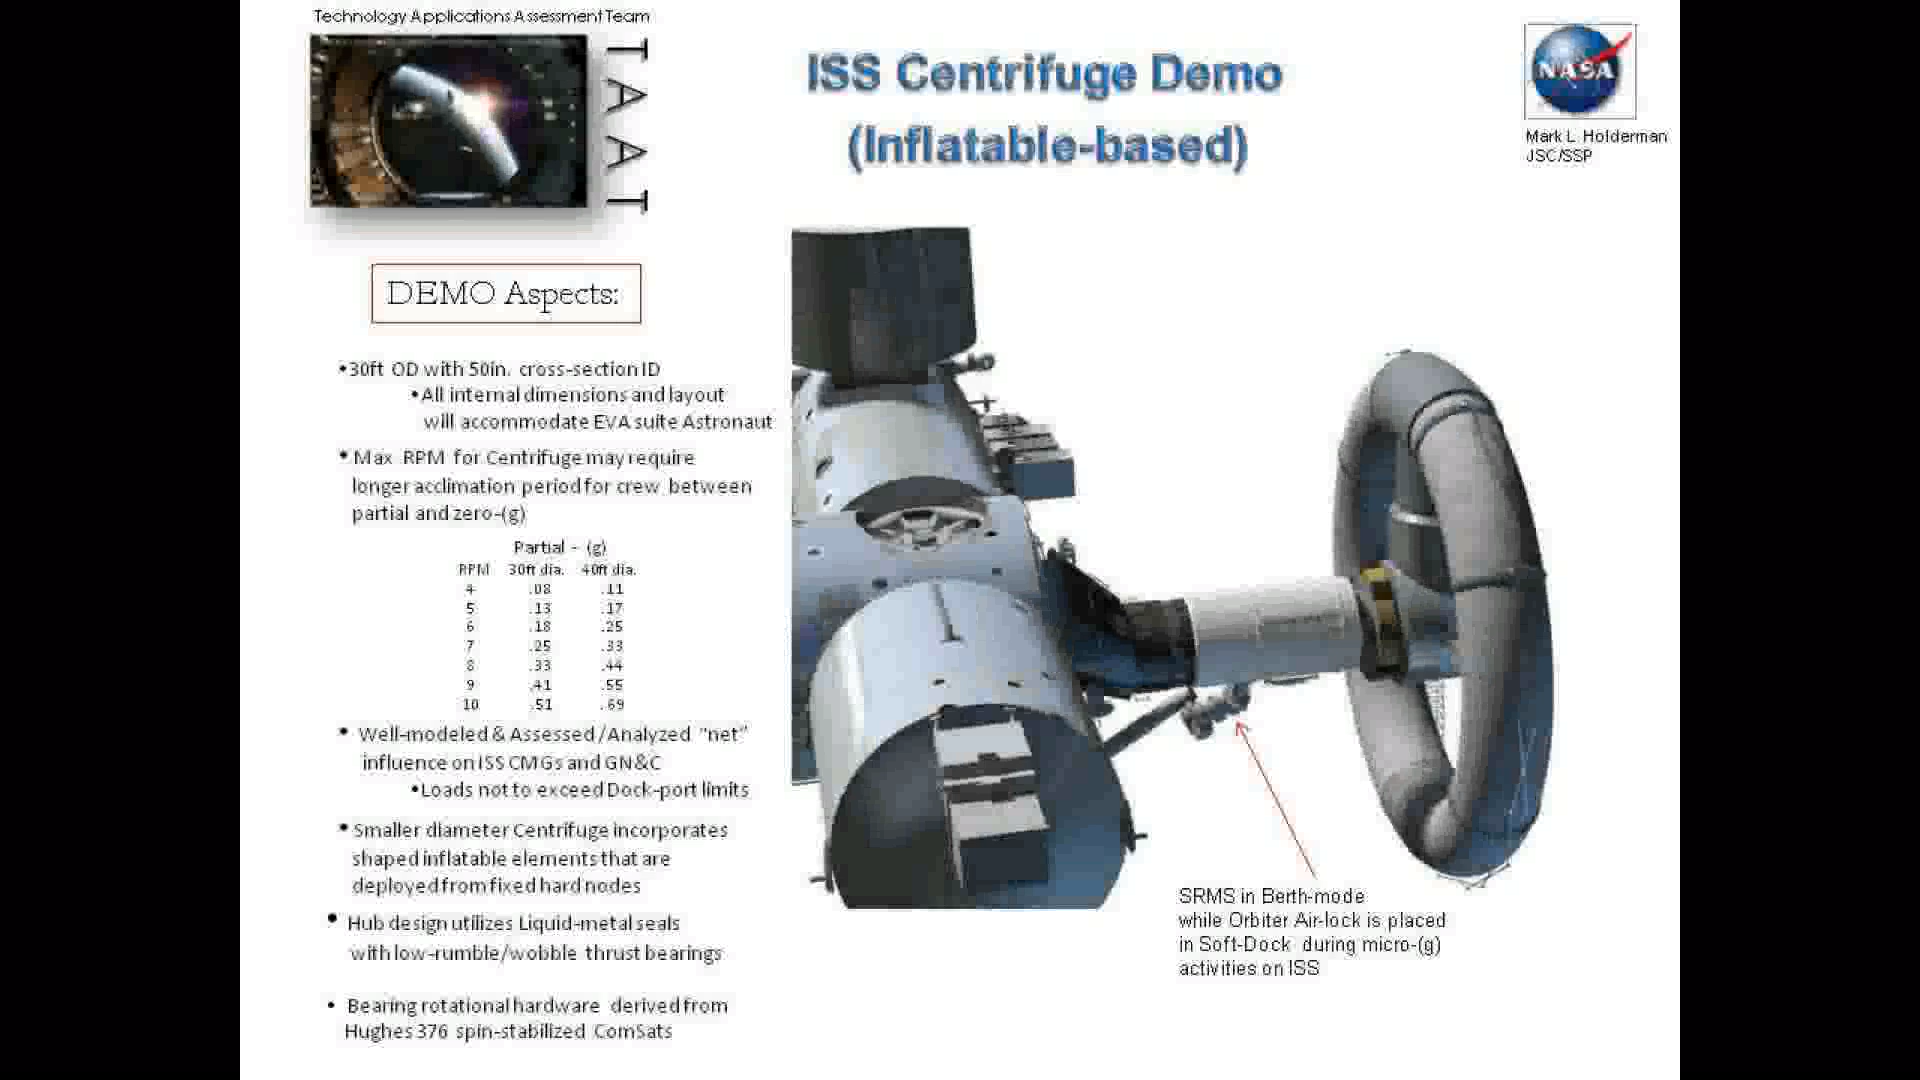 Technology Applications Assessment Team
TAAT
ISS Centrifuge Demo
(Inflatable-based)
NASA
Mark L. Holderman
JSC/SSP
DEMO Aspects:
•30ft OD with 50in. cross-section ID
•All internal dimensions and layout
will accommodate EVA suite Astronaut
• Max RPM for Centrifuge may require
longer acclimation period for crew between
partial and zero-(g)
Partial - (g)
RPM 30ft dia. 40ft dia.
4 .08 .11
5 .13 .17
6 .18 .25
7 .25 .33
8 .33 .44
9 .41 .55
10 .51 .69
• Well-modeled & Assessed /Analyzed "net"
influence on ISS CMGs and GN&C
•Loads not to exceed Dock-port limits
• Smaller diameter Centrifuge incorporates
shaped inflatable elements that are
deployed from fixed hard nodes
• Hub design utilizes Liquid-metal seals
with low-rumble/wobble thrust bearings
• Bearing rotational hardware derived from
Hughes 376 spin-stabilized ComSats
SRMS in Berth-mode
while Orbiter Air-lock is placed
in Soft-Dock during micro-(g)
activities on ISS